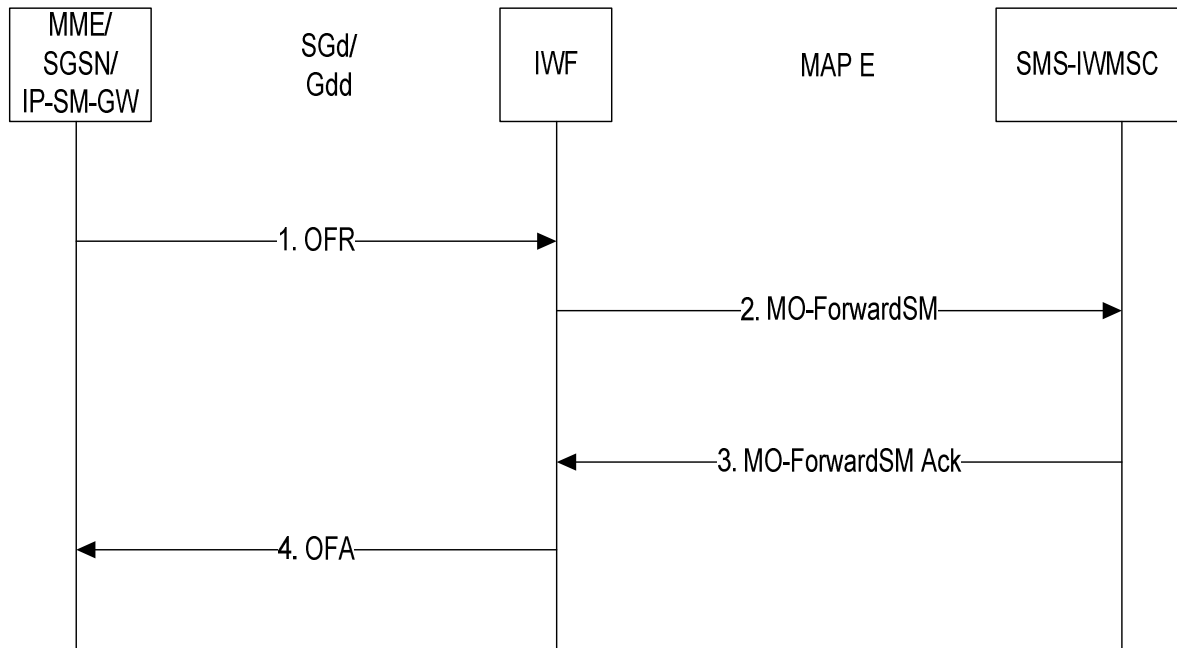 MME/
SGSN/
IP-SM-GW
SGd/
Gdd
IWF
MAP E
SMS-IWMSC
1. OFR
2. MO-ForwardSM
3. MO-ForwardSM Ack
4. OFA